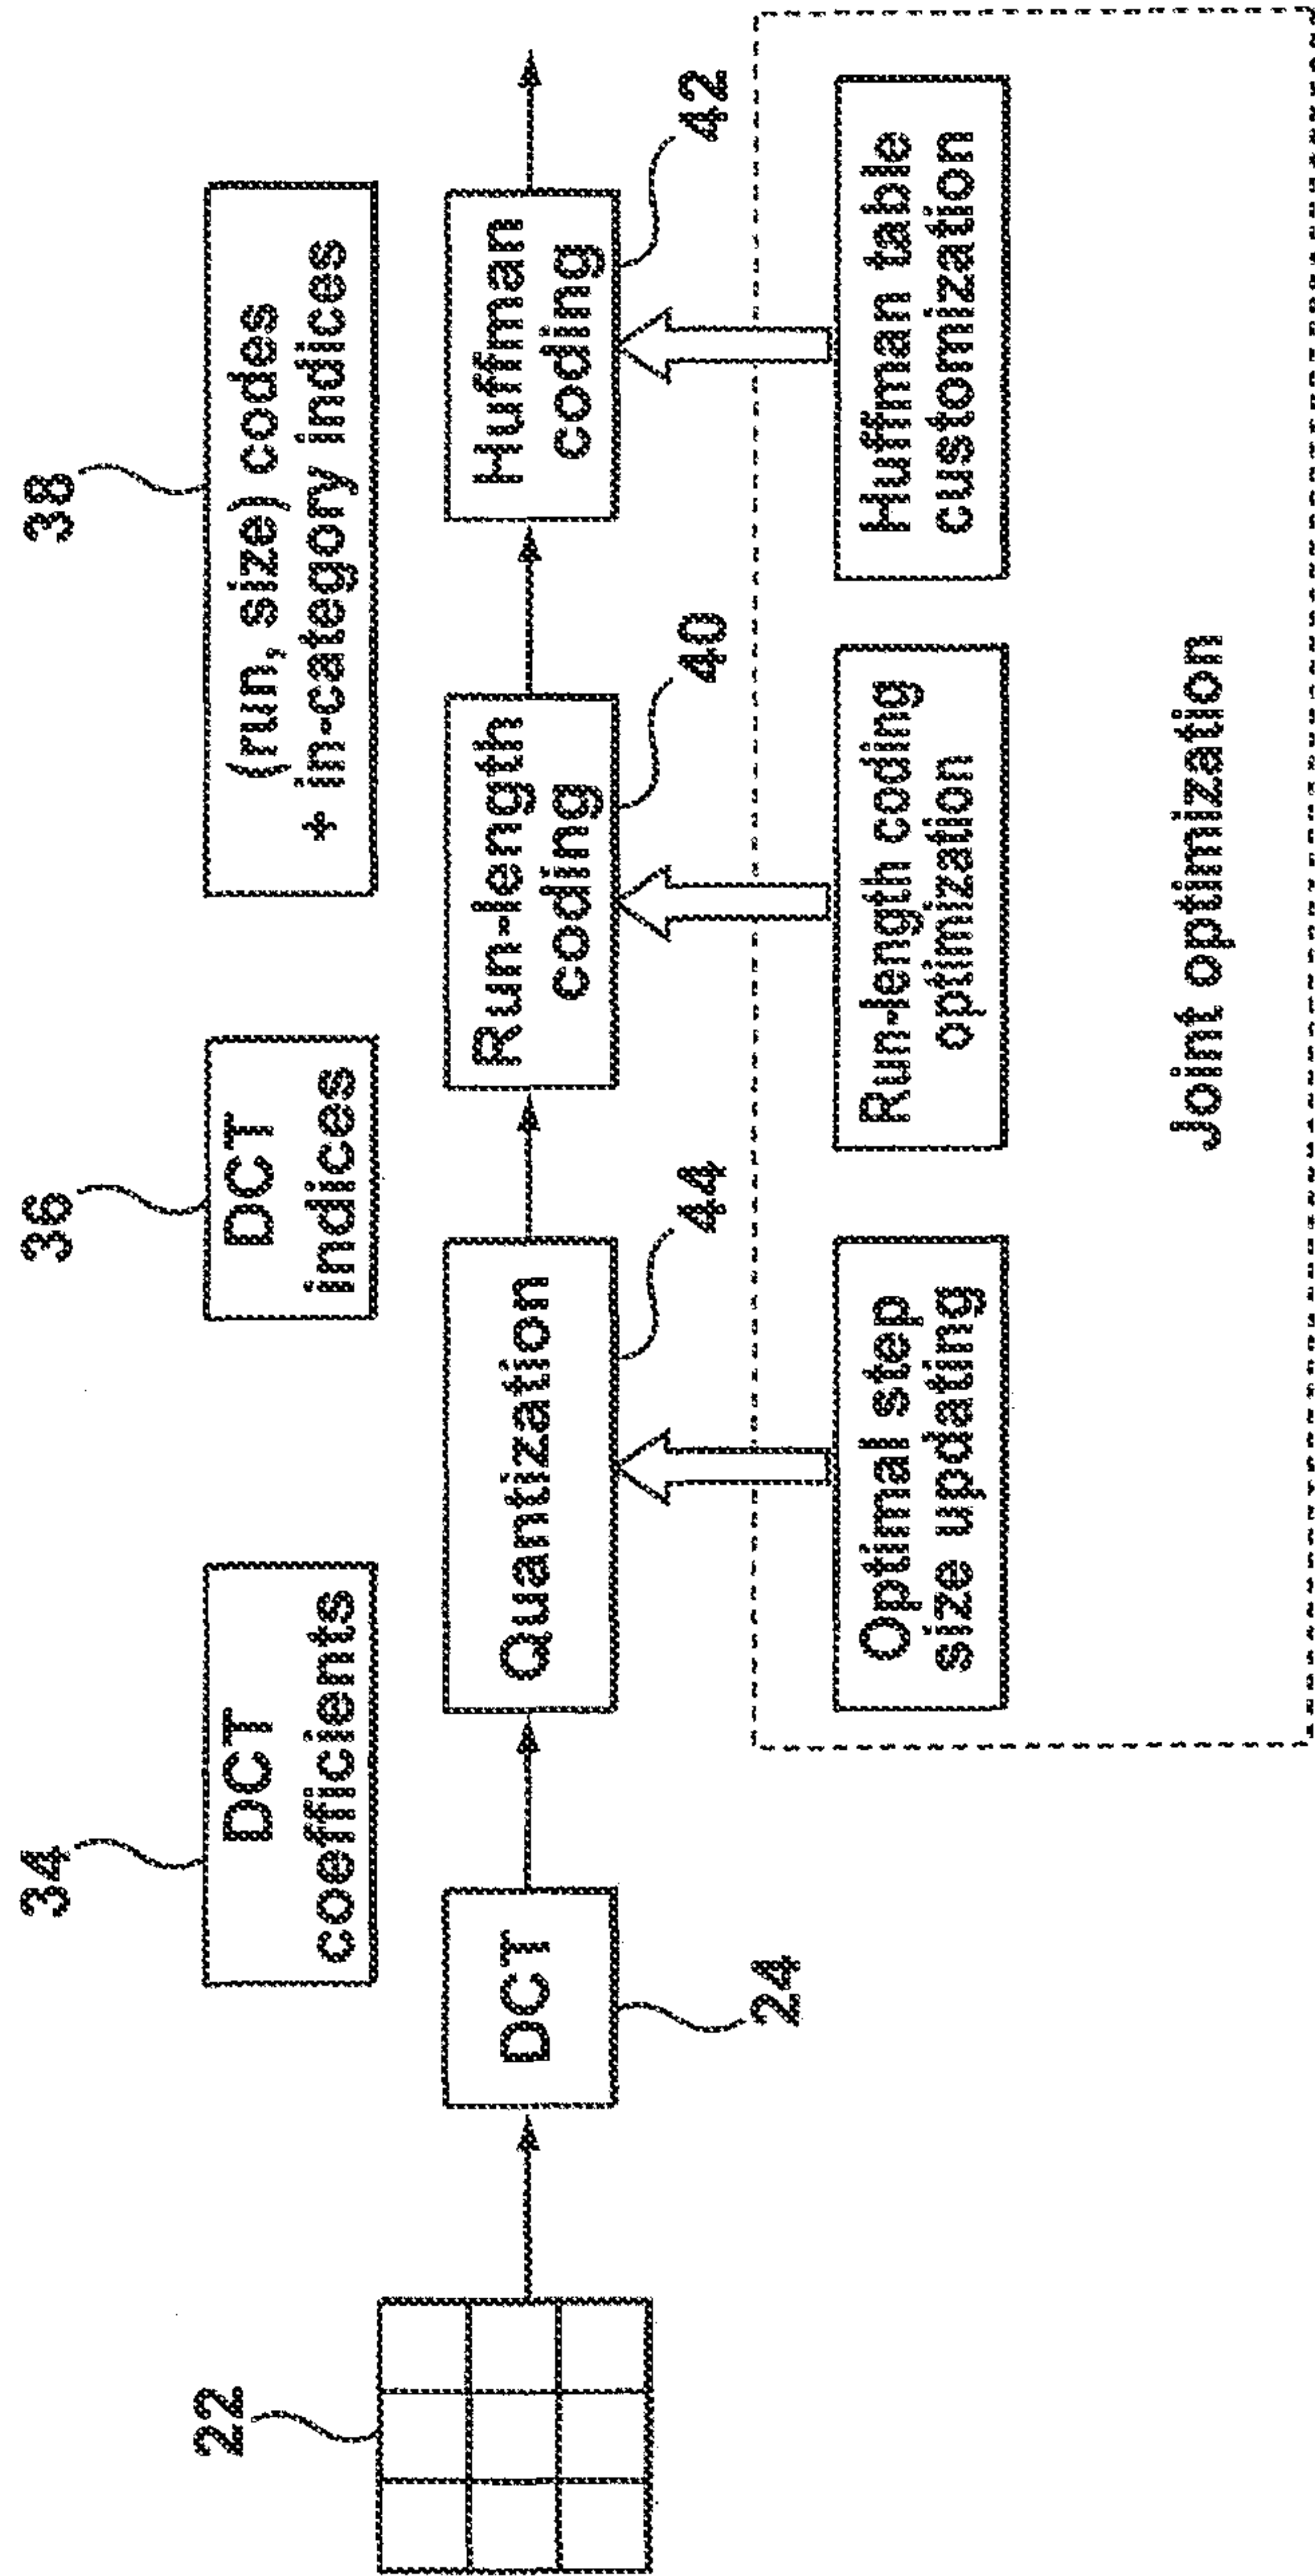 34
36
38
DCT
coefficients
DCT
indices
(run, size) codes
+ in-category indices
22
DCT
24
Quantization
44
Run-length
coding
40
Huffman
coding
42
Optimal step
size updating
Run-length coding
optimization
Huffman table
customization
Joint optimization